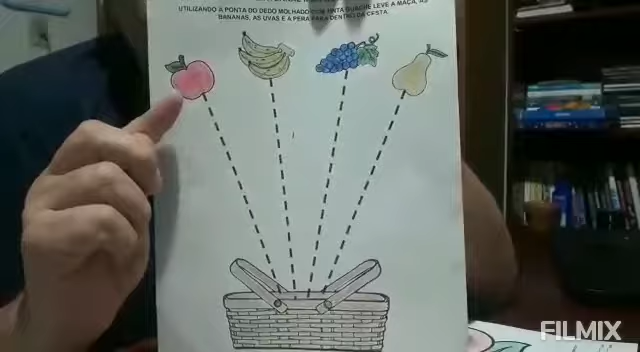 UTILIZANDO A PONTA DO DEDO MOLHADO COM TINTA GUACHE LEVE A MAÇA, AS
BANANAS, AS UVAS E A PERA PARA DENTRO DA CESTA.
FILMIX